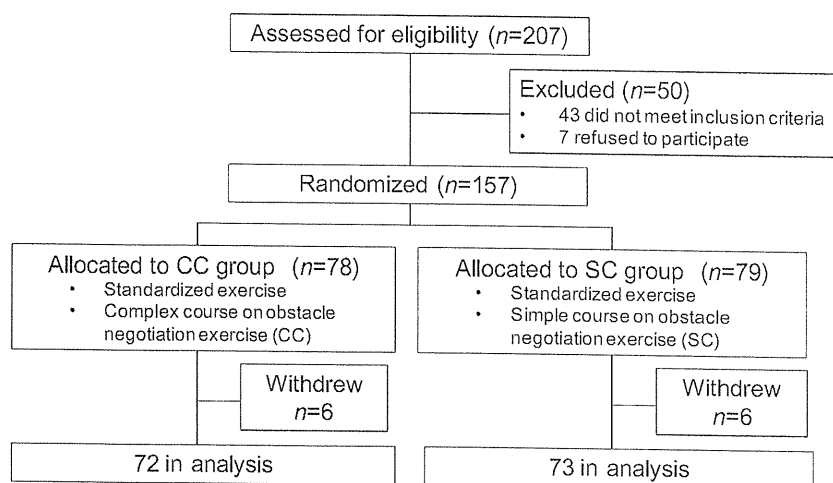 Assessed for eligibility (n=207)
Excluded (n=50)
• 43 did not meet inclusion criteria
• 7 refused to participate
Randomized (n=157)
Allocated to CC group (n=78)
• Standardized exercise
• Complex course on obstacle
negotiation exercise (CC)
Allocated to SC group (n=79)
• Standardized exercise
• Simple course on obstacle
negotiation exercise (SC)
Withdrew
n=6
Withdrew
n=6
72 in analysis
73 in analysis